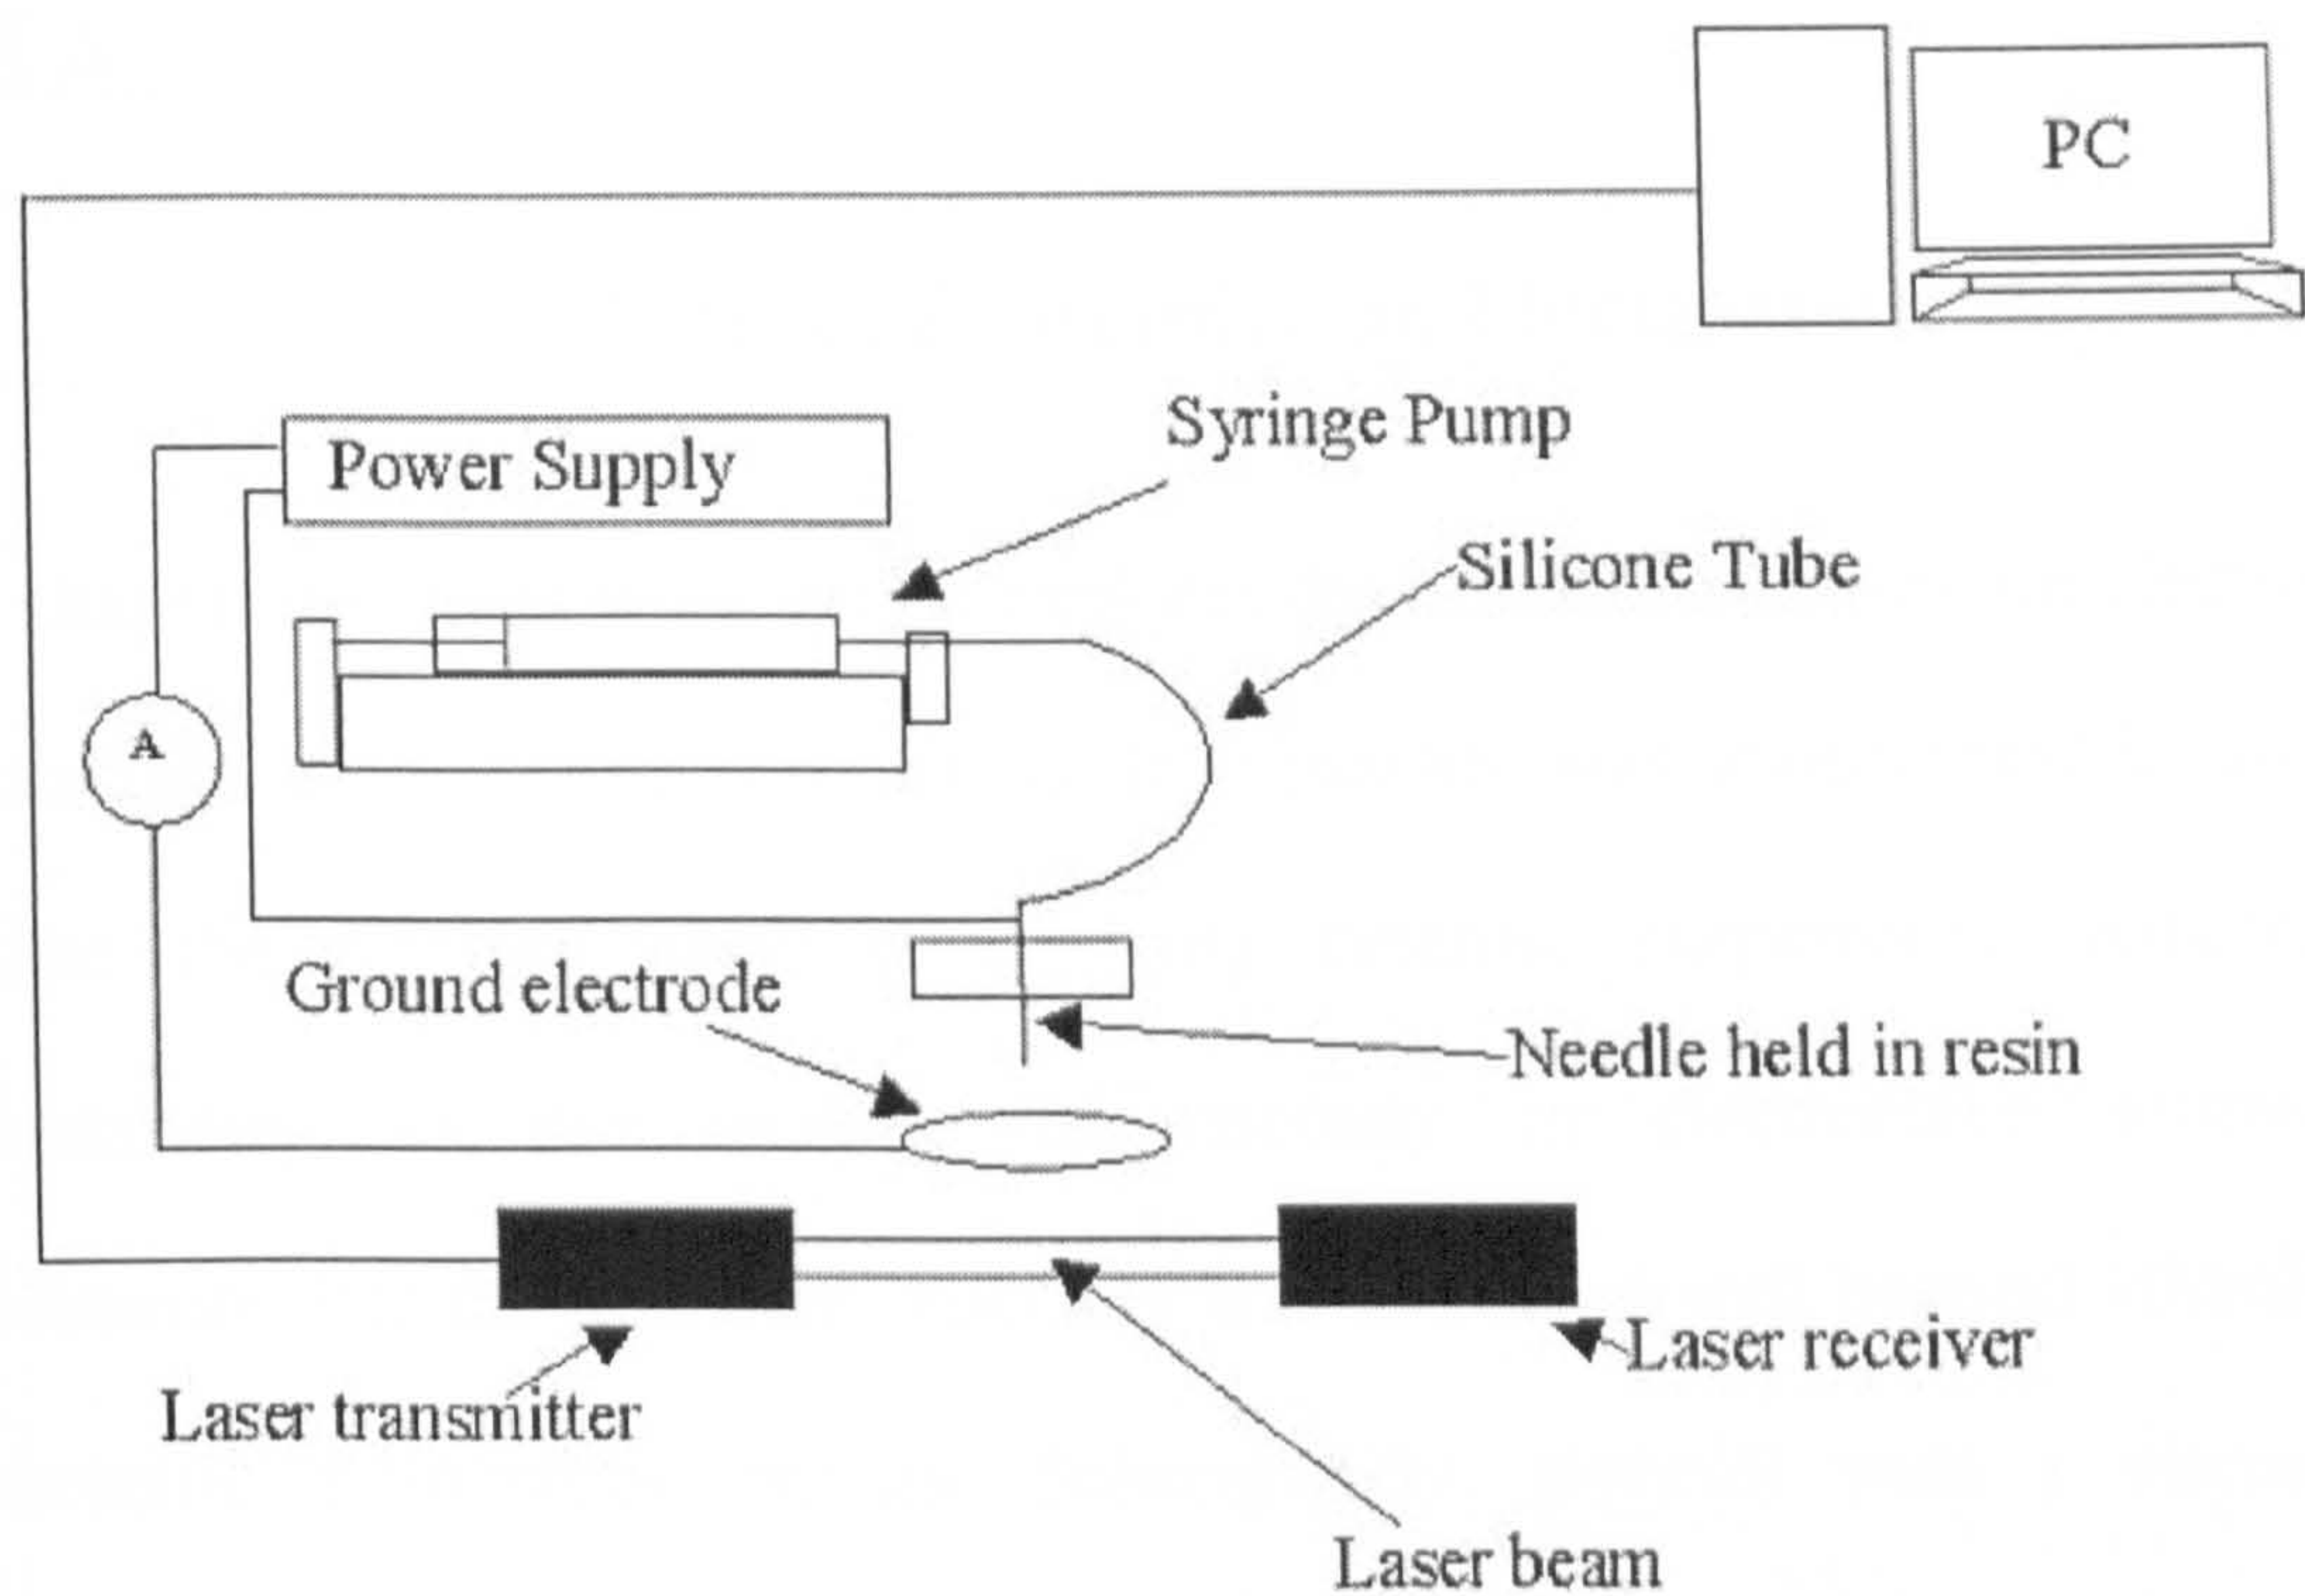 PC
Syringe Pump
Power Supply
Silicone Tube
A
Ground electrode
Needle held in resin
Laser receiver
Laser transmitter
Laser beam